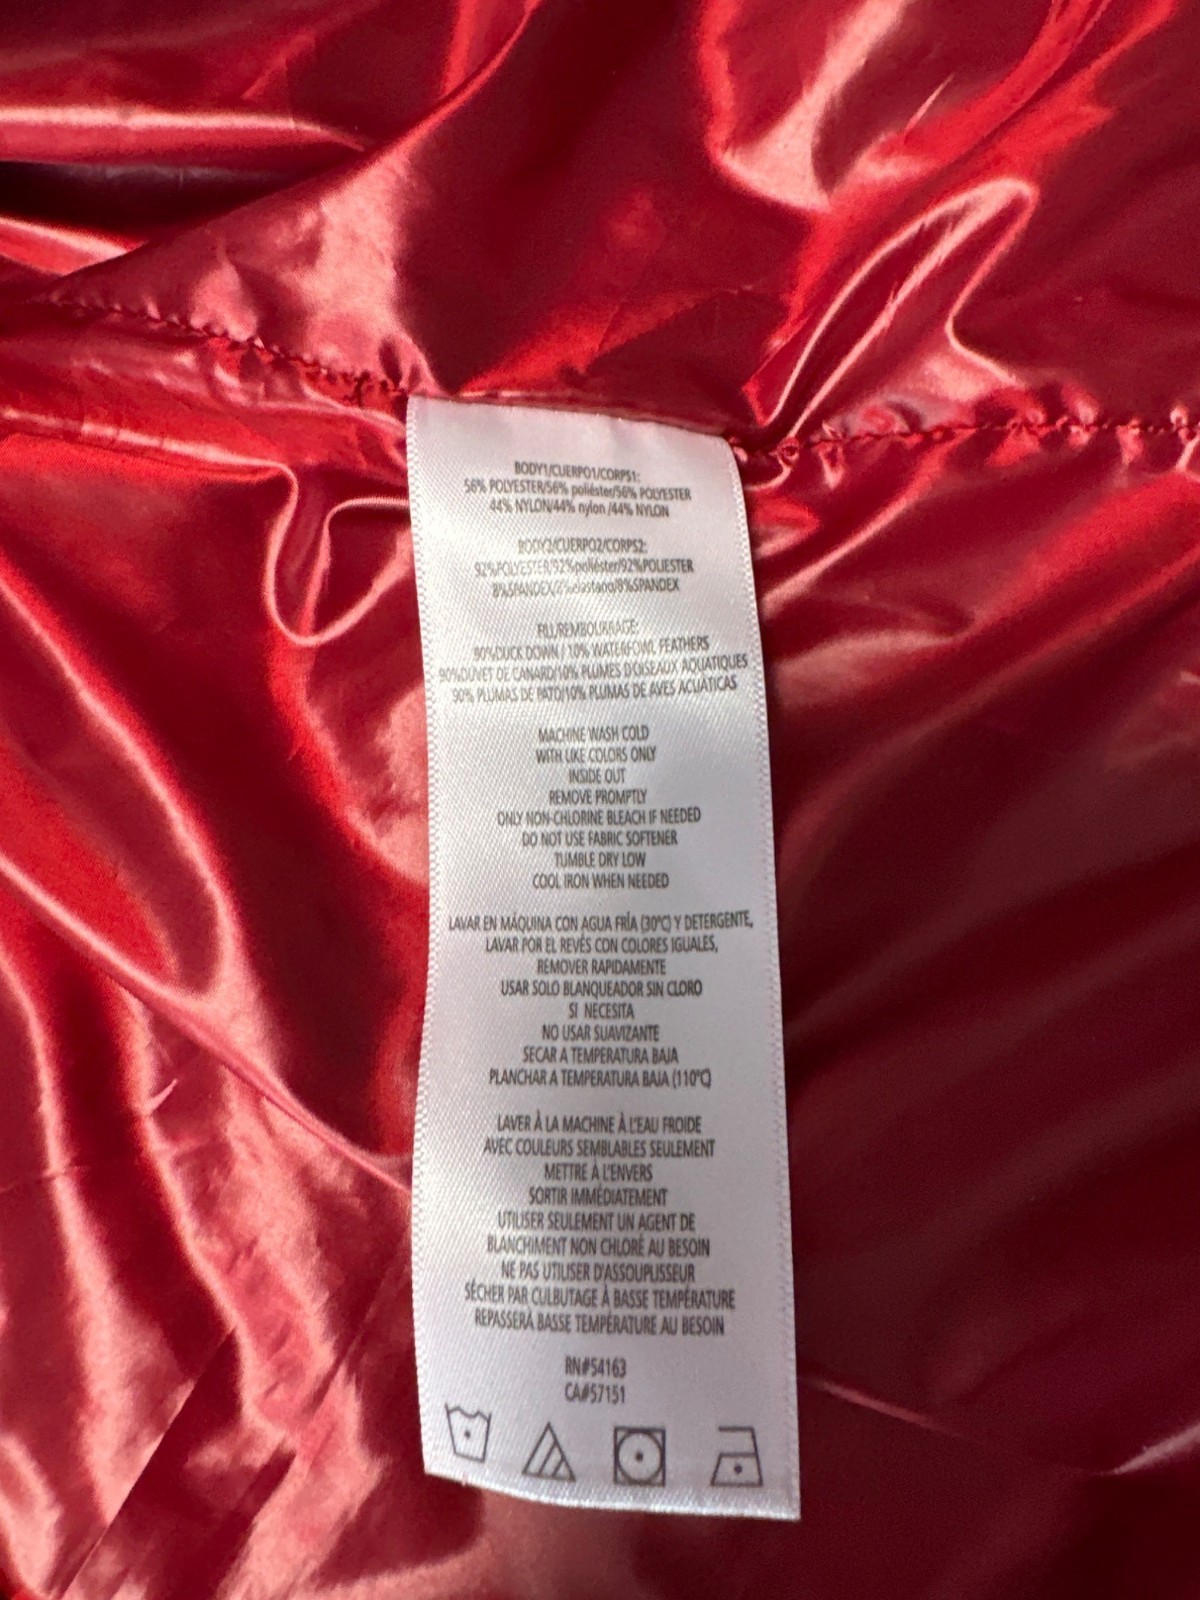 BODY1/CUERPO1/CORPS1:
56% POLYESTER/56% poliéster/56% POLYESTER
44% NYLON/44% nylon /44% NYLON
BODY2/CUERPO2/CORPS2:
92%POLYESTER/92%poliéster/92%POLIESTER
8%SPANDEX/8%elastano/8%SPANDEX
FILL/REMBOURRAGE:
90%DUCK DOWN / 10% WATERFOWL FEATHERS
90%DUVET DE CANARD/10% PLUMES D'OISEAUX AQUATIQUES
90% PLUMAS DE PATO/10% PLUMAS DE AVES ACUÁTICAS
MACHINE WASH COLD
WITH LIKE COLORS ONLY
INSIDE OUT
REMOVE PROMPTLY
ONLY NON-CHLORINE BLEACH IF NEEDED
DO NOT USE FABRIC SOFTENER
TUMBLE DRY LOW
COOL IRON WHEN NEEDED
LAVAR EN MÁQUINA CON AGUA FRÍA (30°C) Y DETERGENTE,
LAVAR POR EL REVÉS CON COLORES IGUALES,
REMOVER RAPIDAMENTE
USAR SOLO BLANQUEADOR SIN CLORO
SI NECESITA
NO USAR SUAVIZANTE
SECAR A TEMPERATURA BAJA
PLANCHAR A TEMPERATURA BAJA (110°C)
LAVER À LA MACHINE À L'EAU FROIDE
AVEC COULEURS SEMBLABLES SEULEMENT
METTRE À L'ENVERS
SORTIR IMMÉDIATEMENT
UTILISER SEULEMENT UN AGENT DE
BLANCHIMENT NON CHLORÉ AU BESOIN
NE PAS UTILISER D'ASSOUPLISSEUR
SÉCHER PAR CULBUTAGE À BASSE TEMPÉRATURE
REPASSERÀ BASSE TEMPÉRATURE AU BESOIN
RN#54163
CA#57151